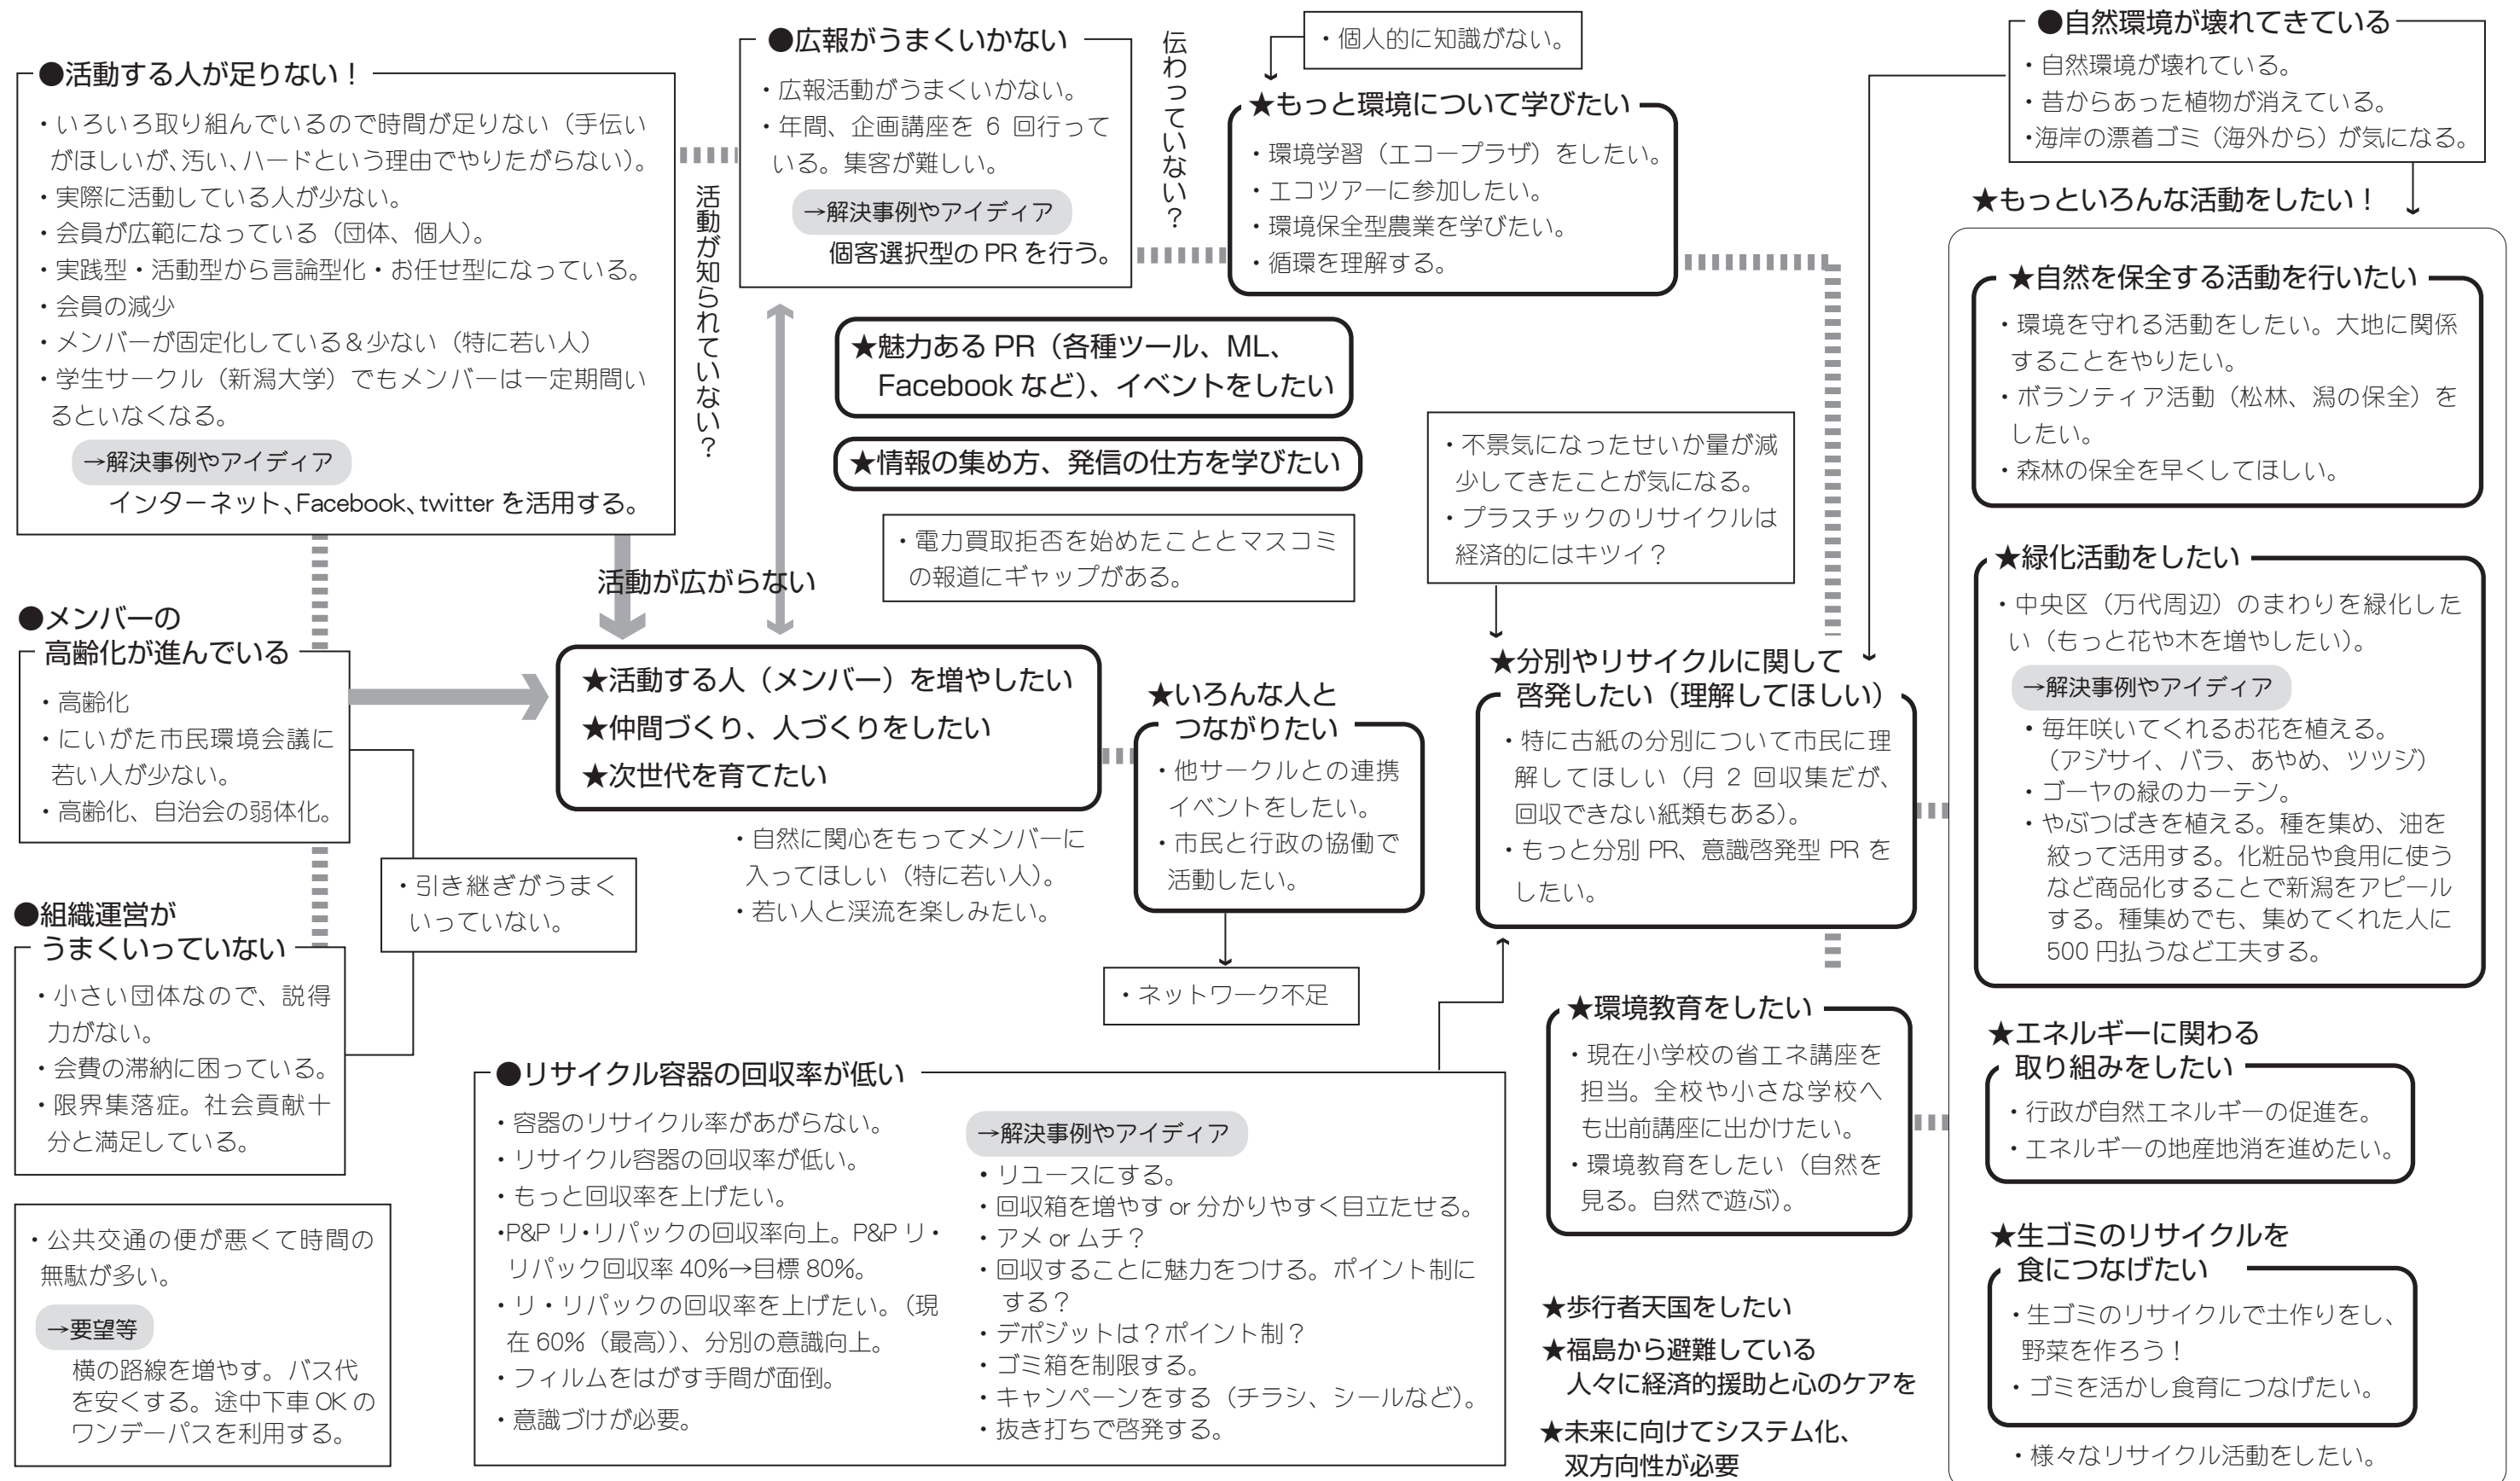 ●活動する人が足りない！
・いろいろ取り組んでいるので時間が足りない（手伝い
がほしいが、汚い、ハードという理由でやりたがらない）。
・実際に活動している人が少ない。
・会員が広範になっている（団体、個人）。
・実践型・活動型から言論型化・お任せ型になっている。
・会員の減少
・メンバーが固定化している＆少ない（特に若い人）
・学生サークル（新潟大学）でもメンバーは一定期間い
るといなくなる。
→解決事例やアイディア
インターネット、Facebook、twitter を活用する。
活動が知られていない？
●広報がうまくいかない
・広報活動がうまくいかない。
・年間、企画講座を 6 回行って
いる。集客が難しい。
→解決事例やアイディア
個客選択型の PR を行う。
伝わっていない？
・個人的に知識がない。
★もっと環境について学びたい
・環境学習（エコープラザ）をしたい。
・エコツアーに参加したい。
・環境保全型農業を学びたい。
・循環を理解する。
★魅力ある PR（各種ツール、ML、
Facebook など）、イベントをしたい
★情報の集め方、発信の仕方を学びたい
・電力買取拒否を始めたこととマスコミ
の報道にギャップがある。
活動が広がらない
●メンバーの
高齢化が進んでいる
・高齢化
・にいがた市民環境会議に
若い人が少ない。
・高齢化、自治会の弱体化。
・引き継ぎがうまく
いっていない。
●組織運営が
うまくいっていない
・小さい団体なので、説得
力がない。
・会費の滞納に困っている。
・限界集落症。社会貢献十
分と満足している。
・公共交通の便が悪くて時間の
無駄が多い。
→要望等
横の路線を増やす。バス代
を安くする。途中下車 OK の
ワンデーパスを利用する。
★活動する人（メンバー）を増やしたい
★仲間づくり、人づくりをしたい
★次世代を育てたい
・自然に関心をもってメンバーに
入ってほしい（特に若い人）。
・若い人と渓流を楽しみたい。
★いろんな人と
つながりたい
・他サークルとの連携
イベントをしたい。
・市民と行政の協働で
活動したい。
・ネットワーク不足
・不景気になったせいか量が減
少してきたことが気になる。
・プラスチックのリサイクルは
経済的にはキツイ？
★分別やリサイクルに関して
啓発したい（理解してほしい）
・特に古紙の分別について市民に理
解してほしい（月 2 回収集だが、
回収できない紙類もある）。
・もっと分別 PR、意識啓発型 PR を
したい。
●リサイクル容器の回収率が低い
・容器のリサイクル率があがらない。
・リサイクル容器の回収率が低い。
・もっと回収率を上げたい。
・P&P リ・リパックの回収率向上。P&P リ・
リパック回収率 40％→目標 80％。
・リ・リパックの回収率を上げたい。（現
在 60％（最高））、分別の意識向上。
・フィルムをはがす手間が面倒。
・意識づけが必要。
→解決事例やアイディア
・リユースにする。
・回収箱を増やす or 分かりやすく目立たせる。
・アメ or ムチ？
・回収することに魅力をつける。ポイント制に
する？
・デポジットは？ポイント制？
・ゴミ箱を制限する。
・キャンペーンをする（チラシ、シールなど）。
・抜き打ちで啓発する。
★環境教育をしたい
・現在小学校の省エネ講座を
担当。全校や小さな学校へ
も出前講座に出かけたい。
・環境教育をしたい（自然を
見る。自然で遊ぶ）。
★歩行者天国をしたい
★福島から避難している
人々に経済的援助と心のケアを
★未来に向けてシステム化、
双方向性が必要
●自然環境が壊れてきている
・自然環境が壊れている。
・昔からあった植物が消えている。
・海岸の漂着ゴミ（海外から）が気になる。
★もっといろんな活動をしたい！
★自然を保全する活動を行いたい
・環境を守れる活動をしたい。大地に関係
することをやりたい。
・ボランティア活動（松林、潟の保全）を
したい。
・森林の保全を早くしてほしい。
★緑化活動をしたい
・中央区（万代周辺）のまわりを緑化した
い（もっと花や木を増やしたい）。
→解決事例やアイディア
・毎年咲いてくれるお花を植える。
（アジサイ、バラ、あやめ、ツツジ）
・ゴーヤの緑のカーテン。
・やぶつばきを植える。種を集め、油を
絞って活用する。化粧品や食用に使う
など商品化することで新潟をアピール
する。種集めでも、集めてくれた人に
500 円払うなど工夫する。
★エネルギーに関わる
取り組みをしたい
・行政が自然エネルギーの促進を。
・エネルギーの地産地消を進めたい。
★生ゴミのリサイクルを
食につなげたい
・生ゴミのリサイクルで土作りをし、
野菜を作ろう！
・ゴミを活かし食育につなげたい。
・様々なリサイクル活動をしたい。